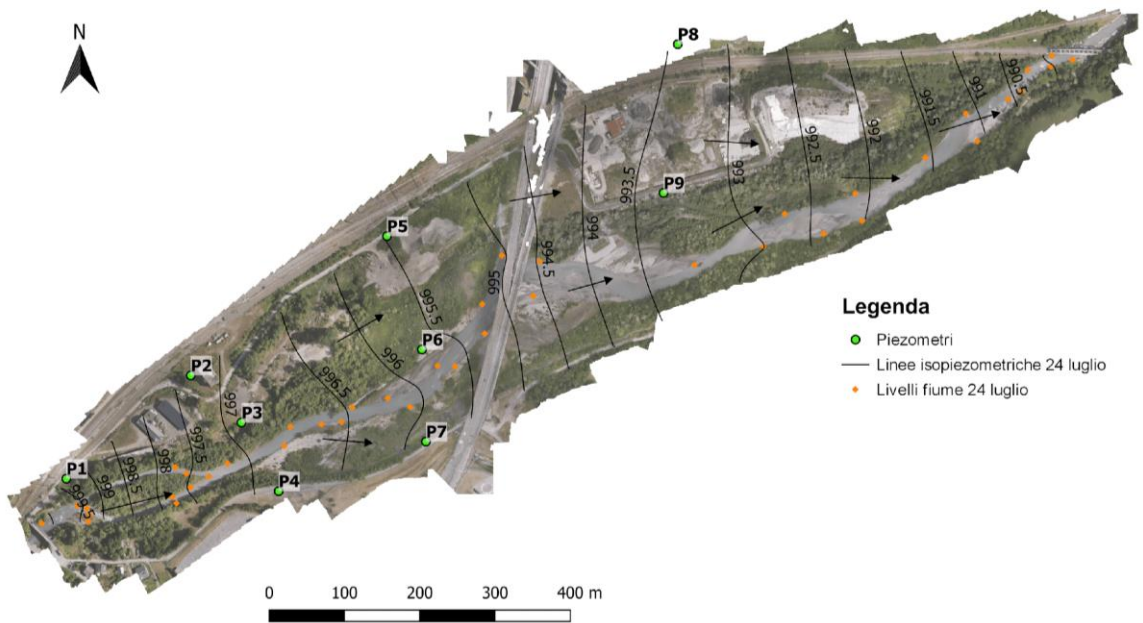 N
P8
990.5
991
991.5
992
992.5
993
993.5
P9
994
994.5
P5
995
995.5
P6
996
P2
996.5
997
P3
P7
997.5
998
P1
998.5
999
999.5
P4
Legenda
Piezometri
Linee isopiezometriche 24 luglio
Livelli fiume 24 luglio
0 100 200 300 400 m